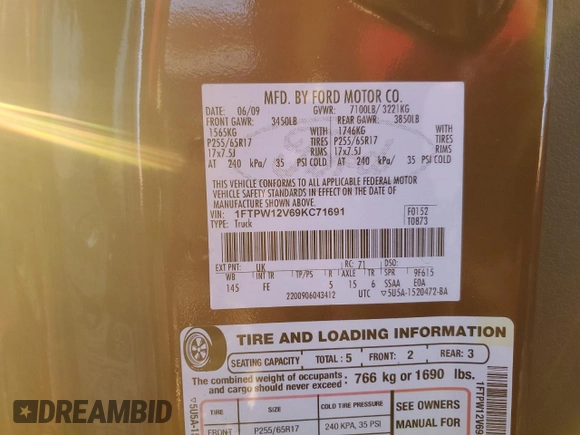 MFD. BY FORD MOTOR CO.
DATE: 06/09 GVWR: 7100LB/ 3221KG
FRONT GAWR: 3450LB REAR GAWR: 3850LB
1565KG WITH 1746KG WITH
P255/65R17 TIRES P255/65R17 TIRES
17x7.5J RIMS 17x7.5J RIMS
AT 240 kPa/ 35 PSI COLD AT 240 kPa/ 35 PSI COLD
THIS VEHICLE CONFORMS TO ALL APPLICABLE FEDERAL MOTOR
VEHICLE SAFETY STANDARDS IN EFFECT ON THE DATE OF
MANUFACTURE SHOWN ABOVE.
VIN: 1FTPW12V69KC71691 F0152
TYPE: Truck T0873
EXT PNT: UK RC: 71 DSO:
WB INT TR TP/PS R AXLE TR SPR 9F615
145 FE 5 15 6 SSAA EDA
2200906043412 UTC 5U5A-1520472-BA
TIRE AND LOADING INFORMATION
SEATING CAPACITY TOTAL: 5 FRONT: 2 REAR: 3
The combined weight of occupants and cargo should never exceed: 766 kg or 1690 lbs.
TIRE SIZE COLD TIRE PRESSURE SEE OWNERS
FRONT P255/65R17 240 KPA, 35 PSI MANUAL FOR
5U5A-1
1FTPW12V69
DREAMBID